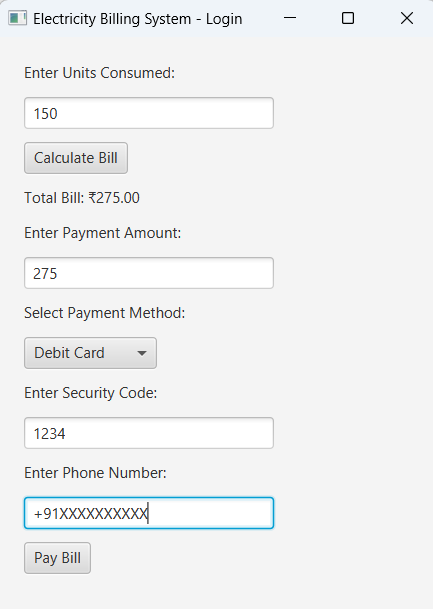 Electricity Billing System - Login
Enter Units Consumed:
150
Calculate Bill
Total Bill: ₹275.00
Enter Payment Amount:
275
Select Payment Method:
Debit Card
Enter Security Code:
1234
Enter Phone Number:
+91XXXXXXXXXX
Pay Bill